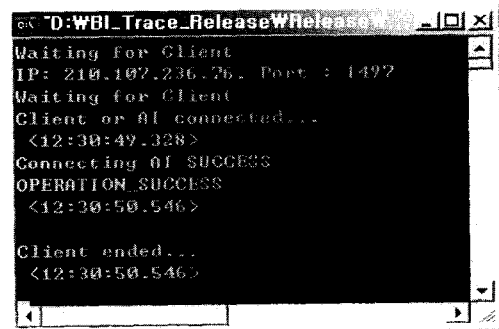 "D:₩BI_Trace_Release₩Release₩
Waiting for Client
IP: 210.107.236.76. Port : 1497
Waiting for Client
Client or AI connected...
<12:30:49.328>
Connecting AI SUCCESS
OPERATION_SUCCESS
<12:30:50.546>
Client ended...
<12:30:50.546>